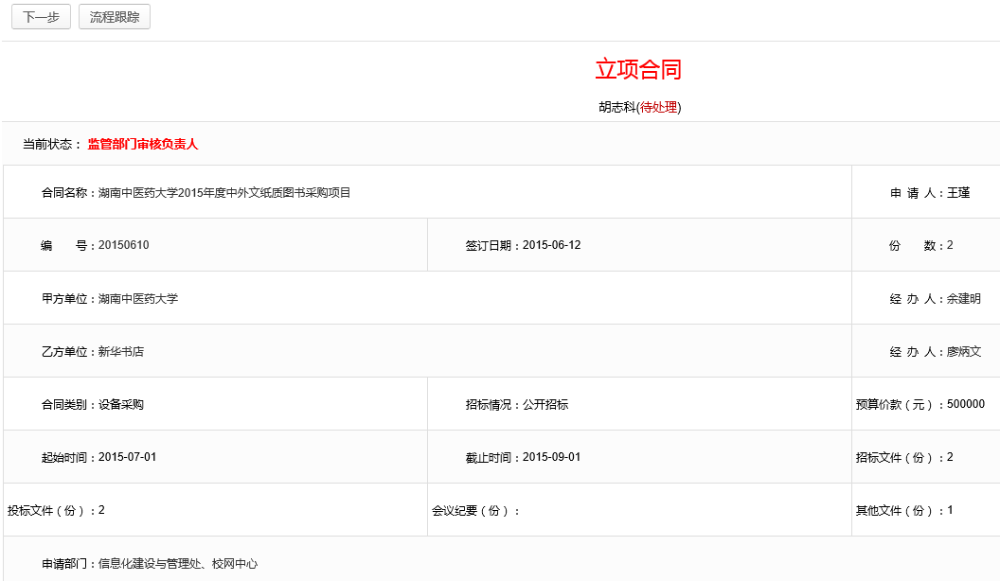 下一步 流程跟踪
立项合同
胡志科(待处理)
当前状态： 监管部门审核负责人
合同名称：湖南中医药大学2015年度中外文纸质图书采购项目 申 请 人：王瑾
编 号：20150610 签订日期：2015-06-12 份 数：2
甲方单位：湖南中医药大学 经 办 人：余建明
乙方单位：新华书店 经 办 人：廖炳文
合同类别：设备采购 招标情况：公开招标 预算价款（元）：500000
起始时间：2015-07-01 截止时间：2015-09-01 招标文件（份）：2
投标文件（份）：2 会议纪要（份）： 其他文件（份）：1
申请部门：信息化建设与管理处、校网中心